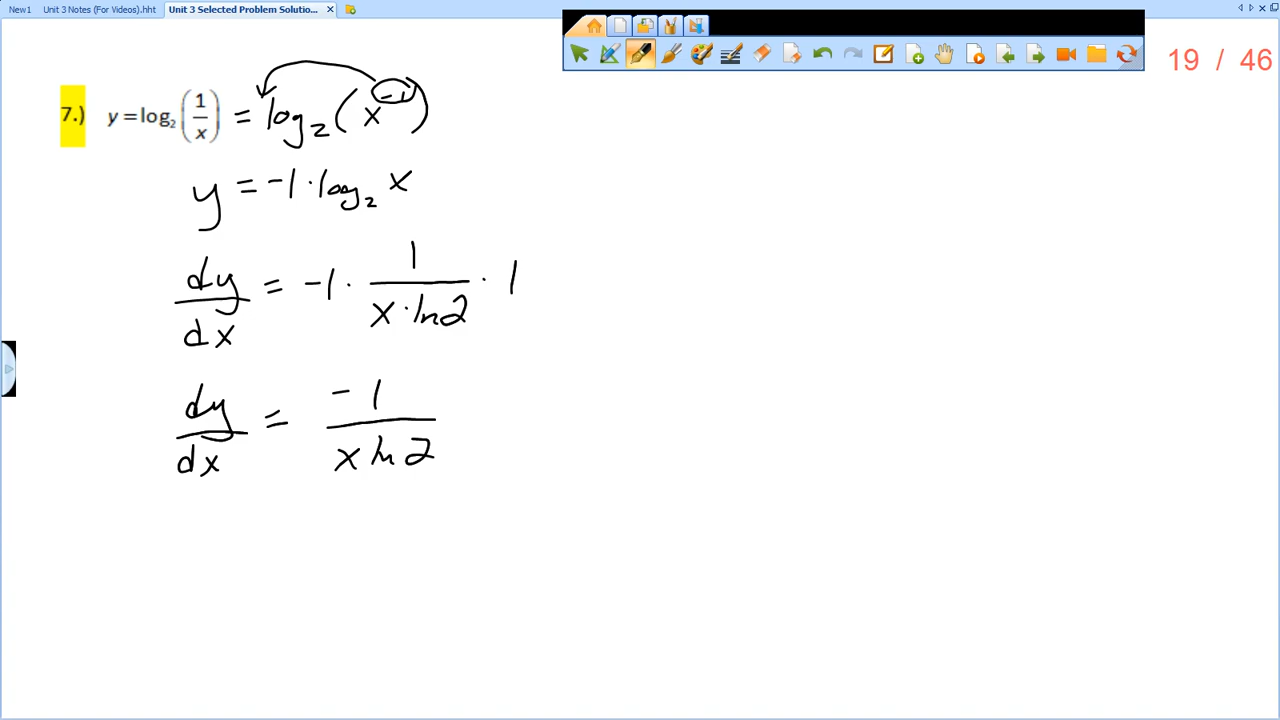 New1 Unit 3 Notes (For Videos).hht Unit 3 Selected Problem Solutio...
19 / 46
7.) y = log₂(1/x) = log₂(x⁻¹)
y = -1 · log₂ x
dy/dx = -1 · 1/(x · ln2) · 1
dy/dx = -1/(x ln2)